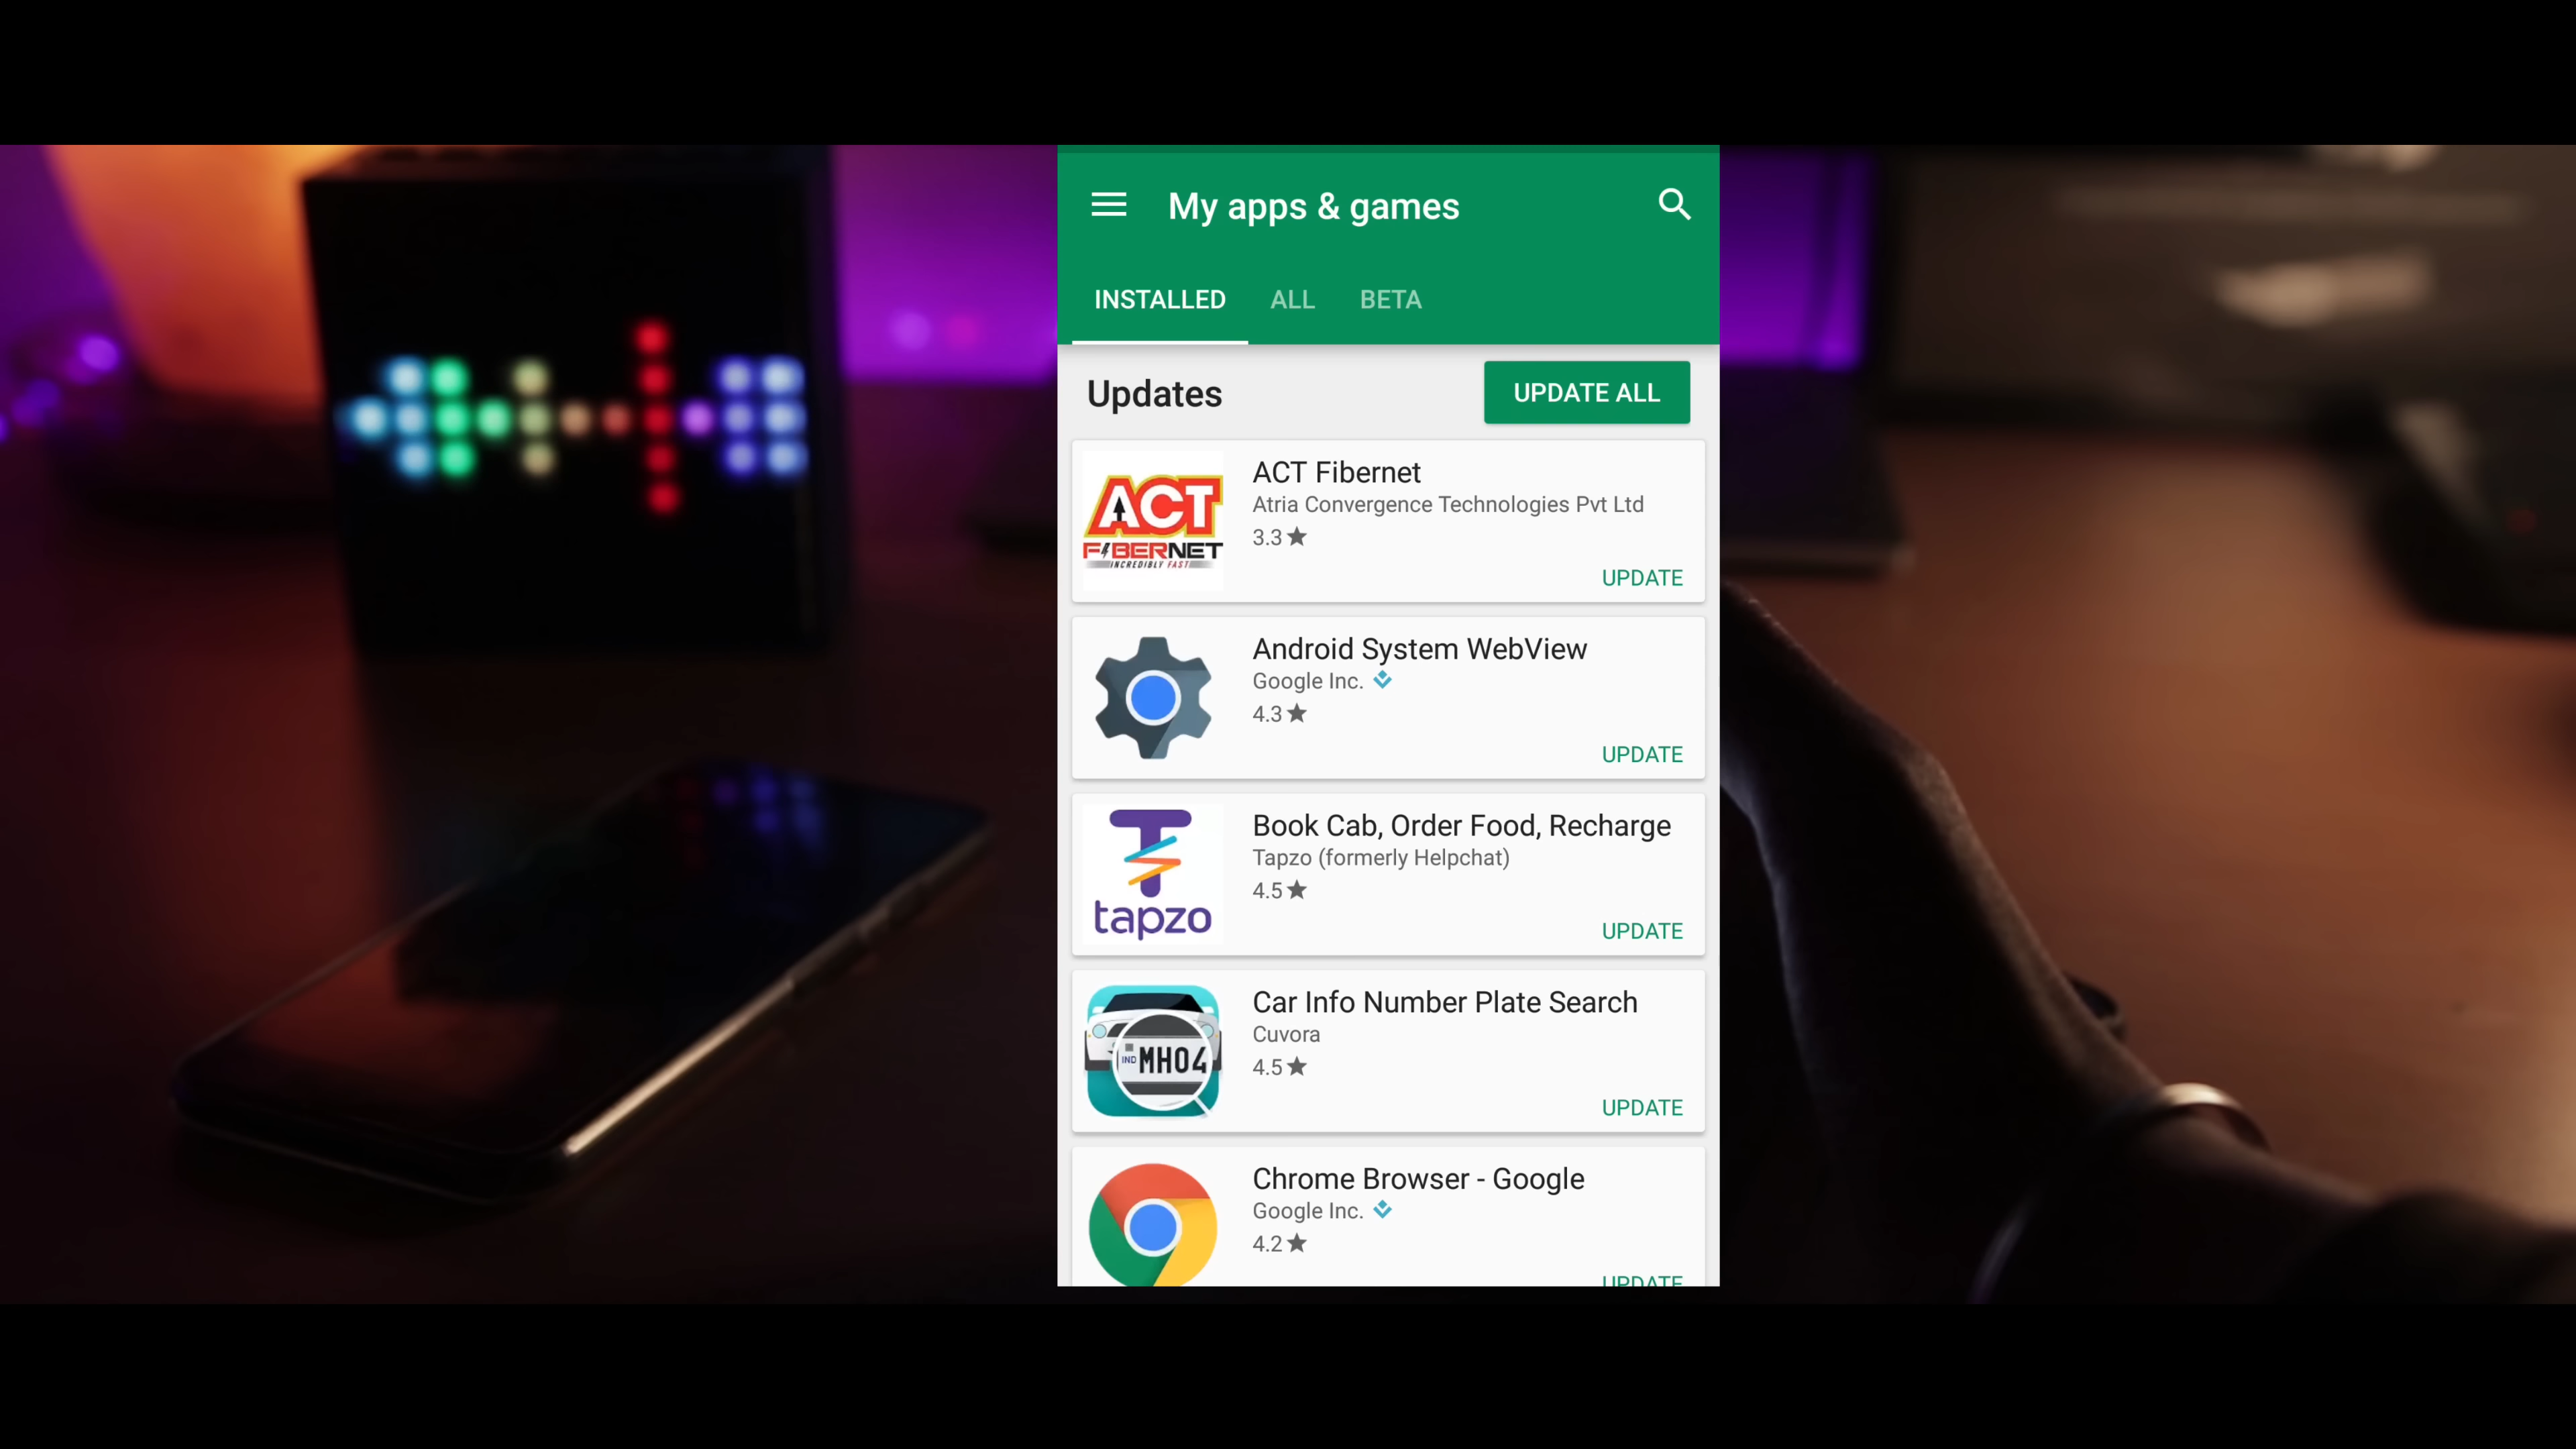 My apps & games
INSTALLED ALL BETA
Updates UPDATE ALL
ACT
FIBERNET
INCREDIBLY FAST
ACT Fibernet
Atria Convergence Technologies Pvt Ltd
3.3★
UPDATE
Android System WebView
Google Inc.
4.3★
UPDATE
tapzo
Book Cab, Order Food, Recharge
Tapzo (formerly Helpchat)
4.5★
UPDATE
IND MH04
Car Info Number Plate Search
Cuvora
4.5★
UPDATE
Chrome Browser - Google
Google Inc.
4.2★
UPDATE